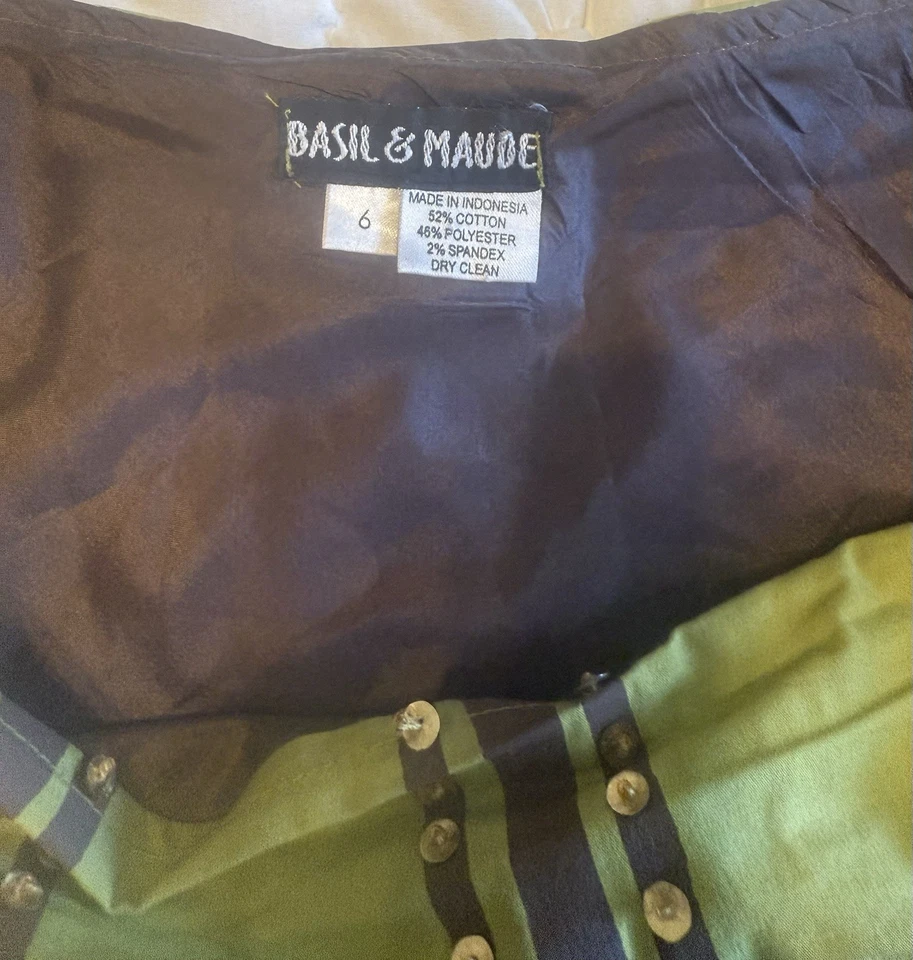 BASIL & MAUDE
6
MADE IN INDONESIA
52% COTTON
46% POLYESTER
2% SPANDEX
DRY CLEAN